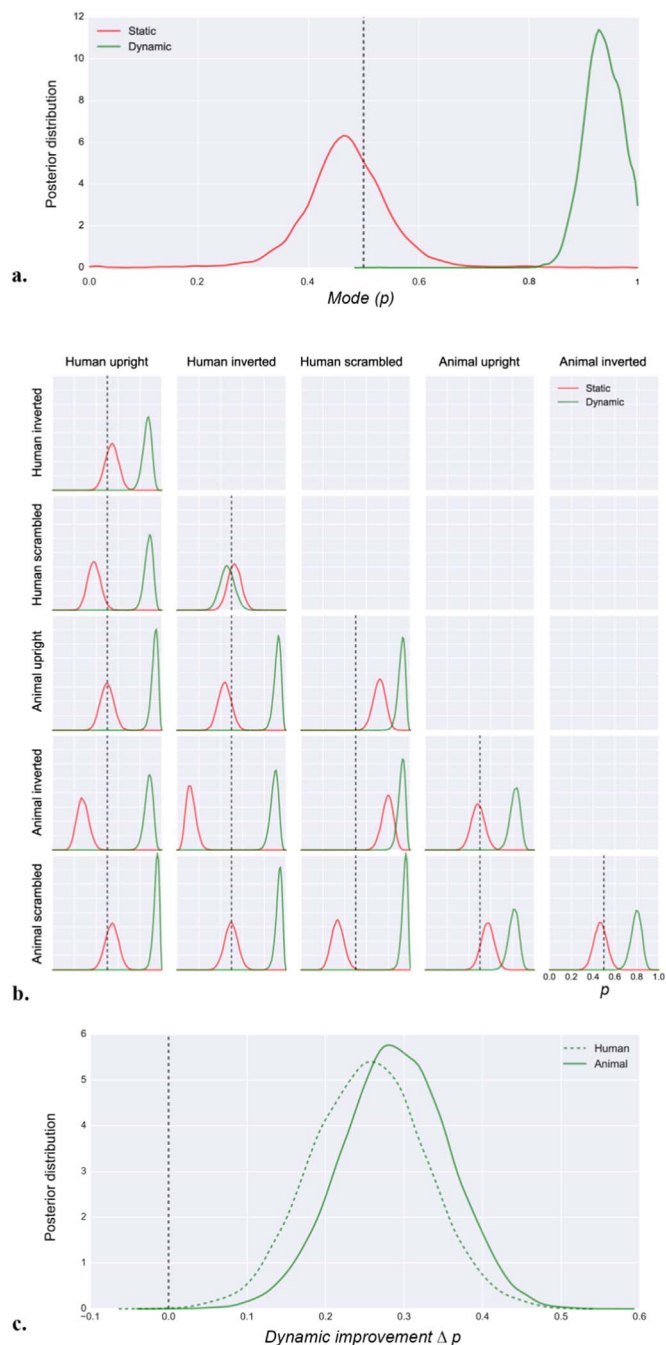 12
Static
Dynamic
10
8
6
4
2
0
Posterior distribution
0.0 0.2 0.4 0.6 0.8 1
Mode (p)
a.
Human upright Human inverted Human scrambled Animal upright Animal inverted
Human inverted
Static
Dynamic
Human scrambled
Animal upright
Animal inverted
Animal scrambled
0.0 0.2 0.4 0.6 0.8 1.0
p
b.
6
Human
Animal
5
4
3
2
1
0
Posterior distribution
−0.1 0.0 0.1 0.2 0.3 0.4 0.5 0.6
Dynamic improvement Δ p
c.